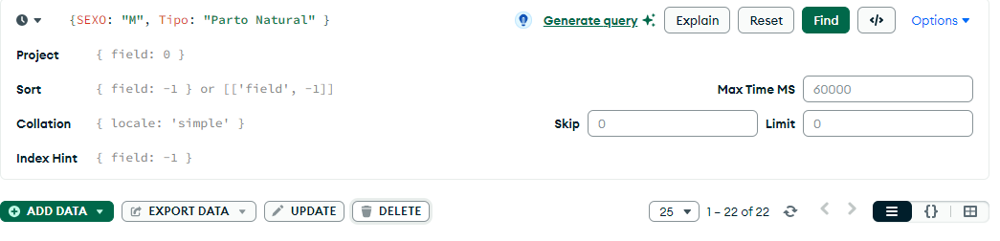 {SEXO: "M", Tipo: "Parto Natural" } Generate query Explain Reset Find </> Options
Project { field: 0 }
Sort { field: -1 } or [['field', -1]] Max Time MS 60000
Collation { locale: 'simple' } Skip 0 Limit 0
Index Hint { field: -1 }
ADD DATA EXPORT DATA UPDATE DELETE 25 1 – 22 of 22 {}